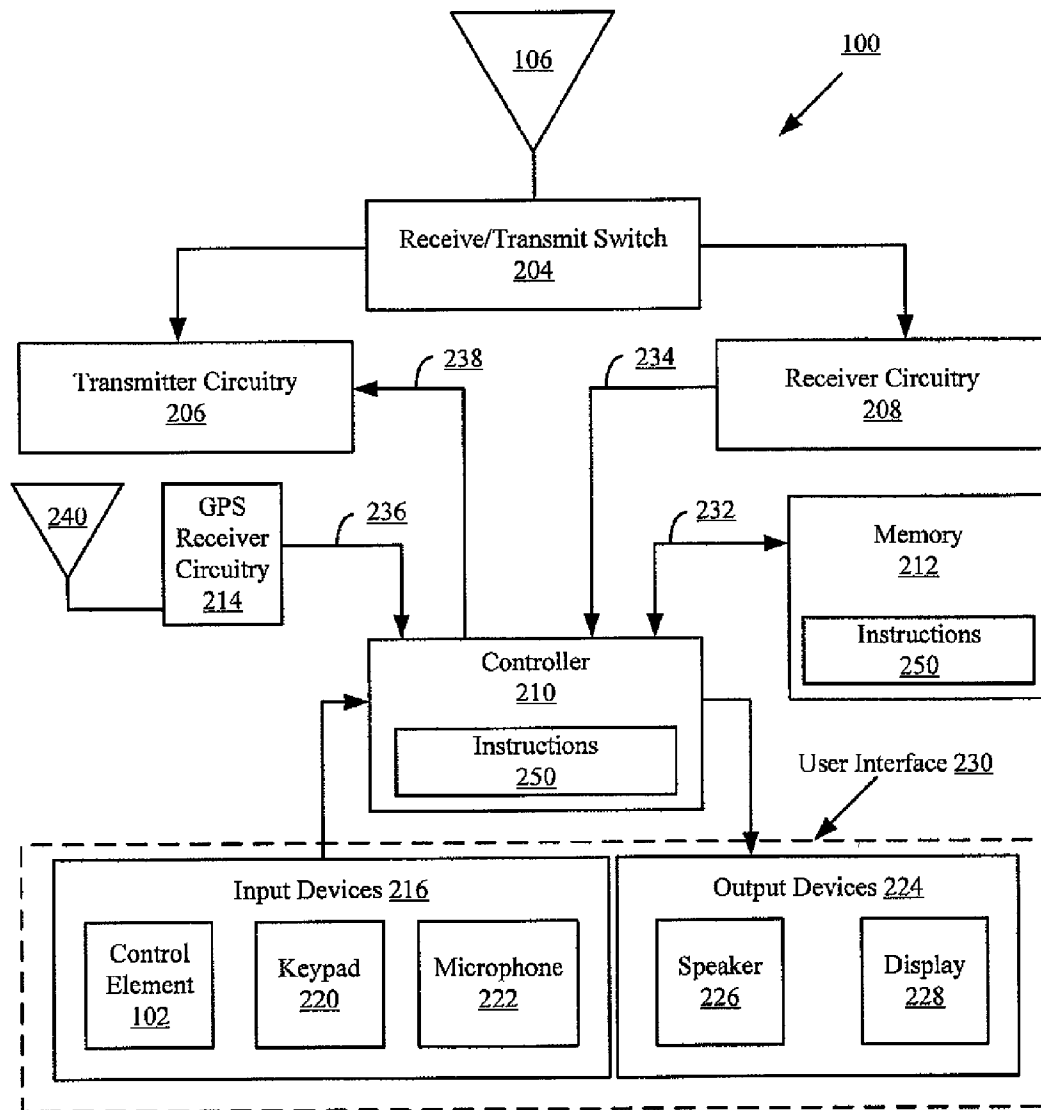 106
100
Receive/Transmit Switch
204
Transmitter Circuitry
206
238
234
Receiver Circuitry
208
240
GPS
Receiver
Circuitry
214
236
232
Memory
212
Instructions
250
Controller
210
Instructions
250
User Interface 230
Input Devices 216
Control
Element
102
Keypad
220
Microphone
222
Output Devices 224
Speaker
226
Display
228